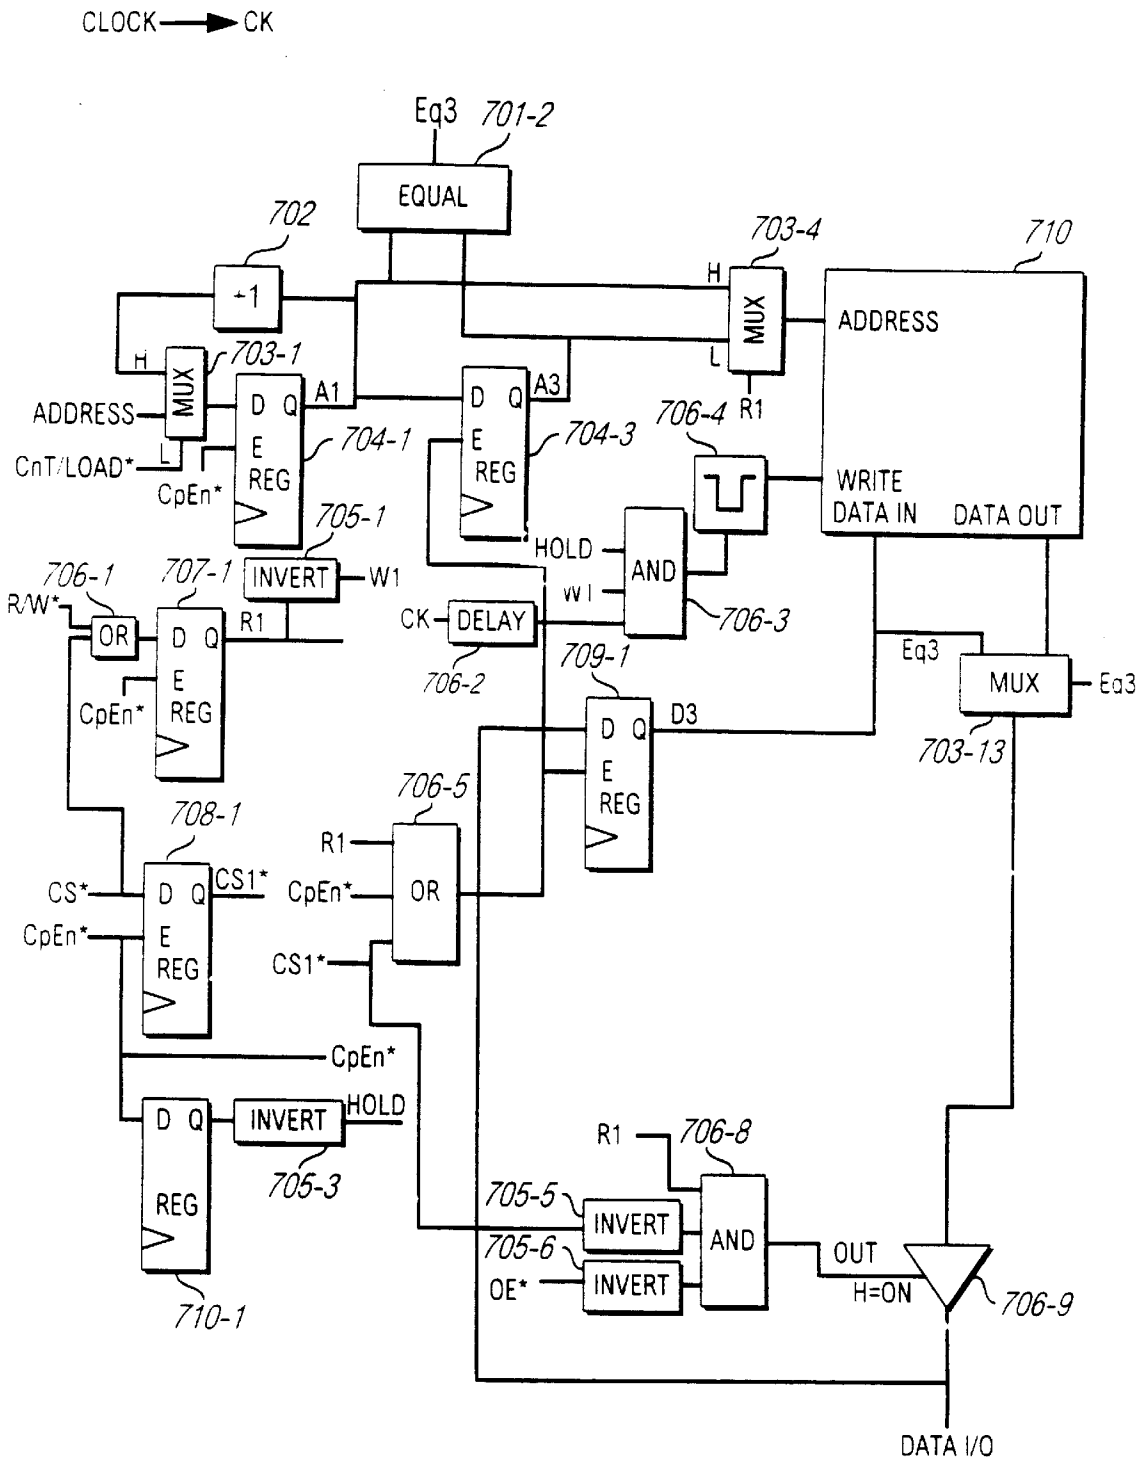 CLOCK CK
Eq3 701-2
EQUAL
702
+1
703-4
H
MUX
L
R1
710
ADDRESS
WRITE
DATA IN DATA OUT
H
703-1
MUX
ADDRESS
L
CnT/LOAD*
D Q A1
E
REG
704-1
CpEn*
D Q A3
E
REG
704-3
706-4
705-1
INVERT W1
HOLD
W1
AND
706-3
CK DELAY
706-2
706-1
R/W*
OR
707-1
D Q R1
E
REG
CpEn*
Eq3
MUX Eq3
703-13
709-1
D Q D3
E
REG
706-5
R1
CpEn*
OR
CS1*
708-1
CS* D Q CS1*
CpEn* E
REG
CpEn*
D Q INVERT HOLD
705-3
REG
710-1
R1 706-8
705-5
INVERT
AND
705-6
OE* INVERT
OUT
H=ON
706-9
DATA I/O